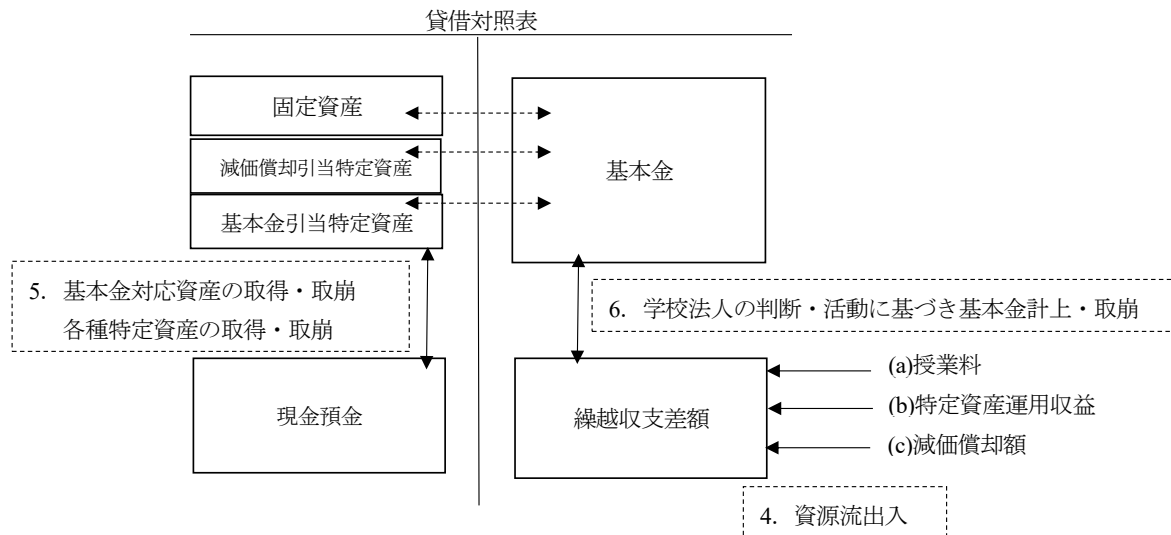 貸借対照表
固定資産
減価償却引当特定資産
基本金引当特定資産
基本金
5. 基本金対応資産の取得・取崩
各種特定資産の取得・取崩
6. 学校法人の判断・活動に基づき基本金計上・取崩
現金預金
繰越収支差額
(a)授業料
(b)特定資産運用収益
(c)減価償却額
4. 資源流出入